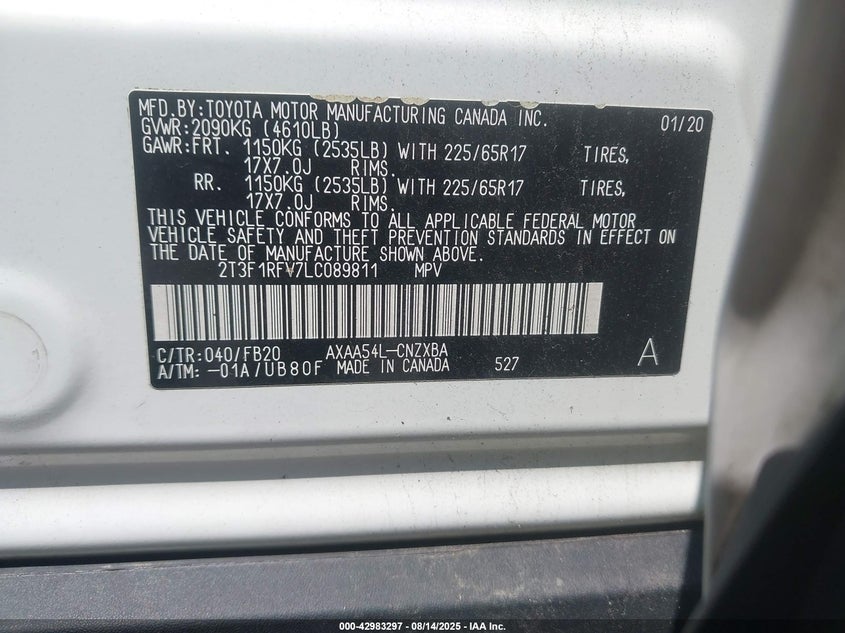 MFD.BY:TOYOTA MOTOR MANUFACTURING CANADA INC. 01/20
GVWR:2090KG (4610LB)
GAWR:FRT. 1150KG (2535LB) WITH 225/65R17 TIRES,
17X7.0J RIMS.
RR. 1150KG (2535LB) WITH 225/65R17 TIRES,
17X7.0J RIMS.
THIS VEHICLE CONFORMS TO ALL APPLICABLE FEDERAL MOTOR
VEHICLE SAFETY AND THEFT PREVENTION STANDARDS IN EFFECT ON
THE DATE OF MANUFACTURE SHOWN ABOVE.
2T3F1RFV7LC089811 MPV
C/TR:040/FB20 AXAA54L-CNZXBA A
A/TM:-01A/UB80F MADE IN CANADA 527
000-42983297 - 08/14/2025 - IAA Inc.